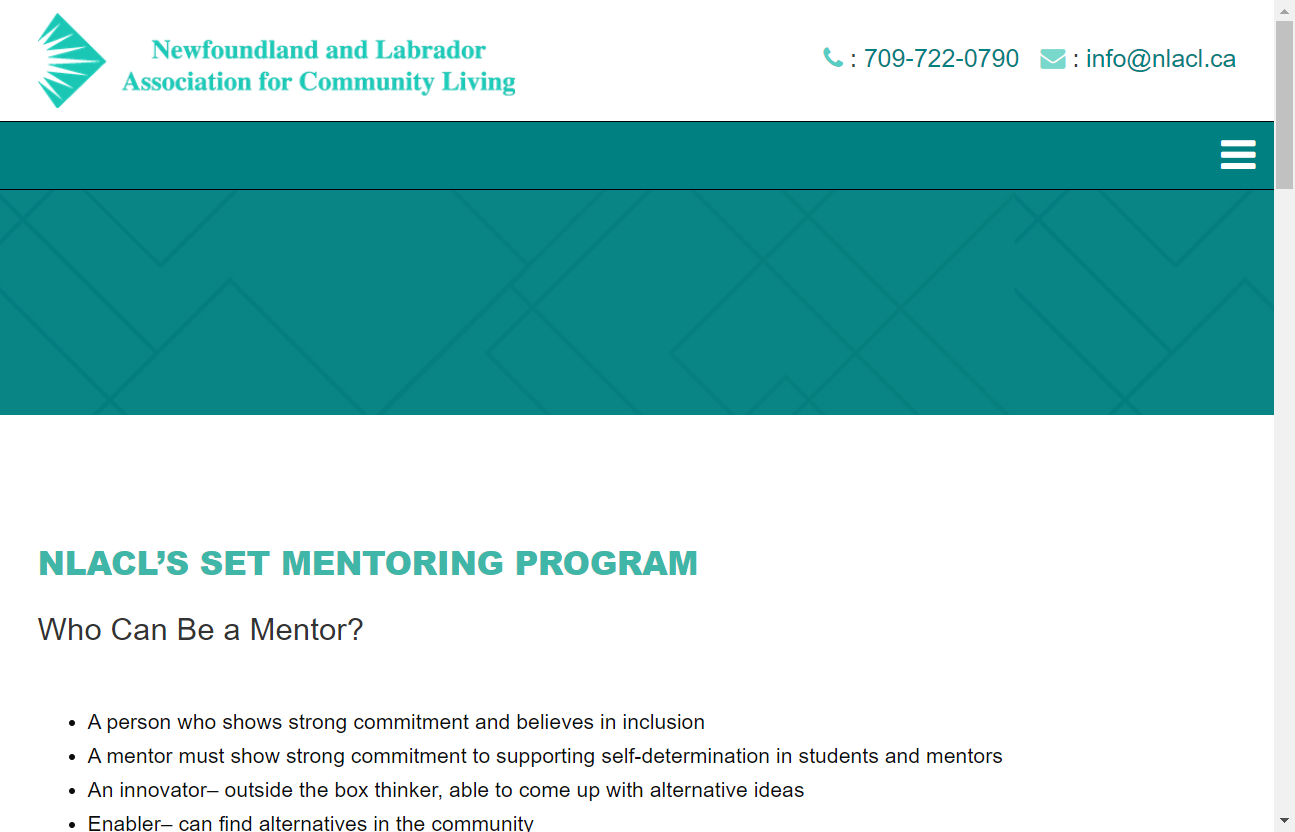 Newfoundland and Labrador
Association for Community Living
: 709-722-0790 : info@nlacl.ca
NLACL’S SET MENTORING PROGRAM
Who Can Be a Mentor?
• A person who shows strong commitment and believes in inclusion
• A mentor must show strong commitment to supporting self-determination in students and mentors
• An innovator– outside the box thinker, able to come up with alternative ideas
• Enabler– can find alternatives in the community